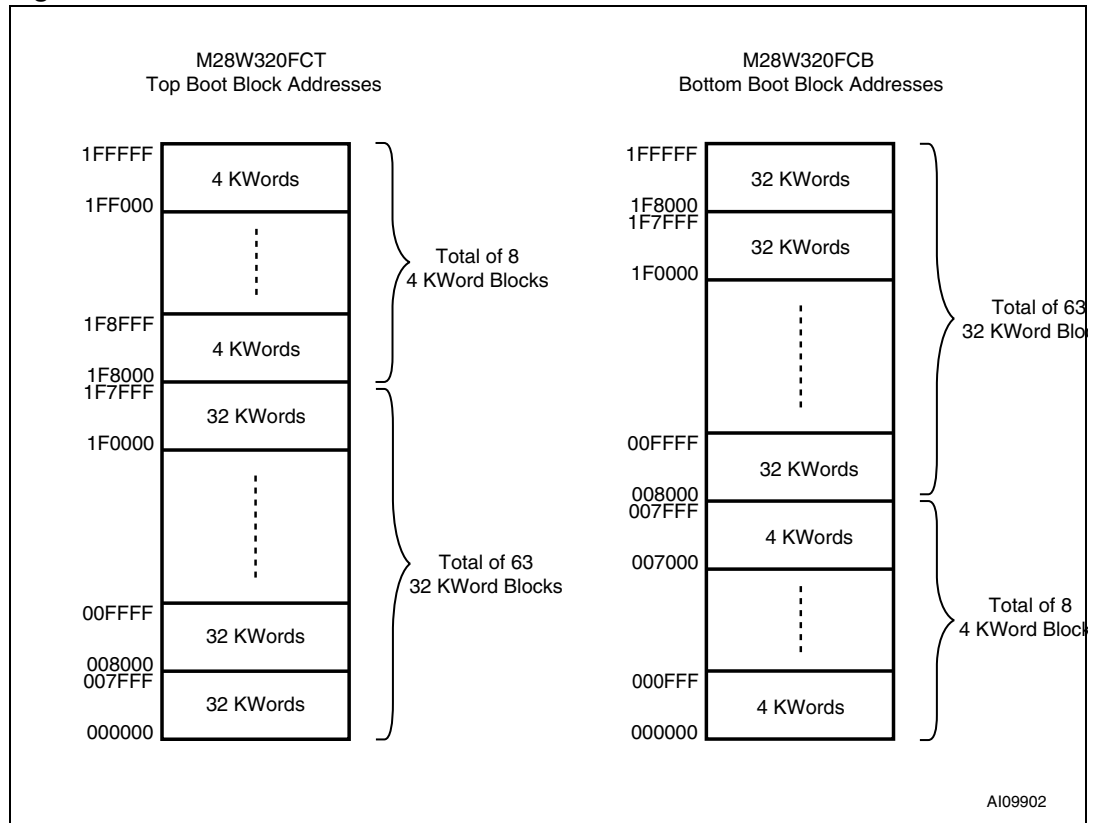 M28W320FCT
Top Boot Block Addresses
1FFFFF
4 KWords
1FF000
Total of 8
4 KWord Blocks
1F8FFF
4 KWords
1F8000
1F7FFF
32 KWords
1F0000
Total of 63
32 KWord Blocks
00FFFF
32 KWords
008000
007FFF
32 KWords
000000
M28W320FCB
Bottom Boot Block Addresses
1FFFFF
32 KWords
1F8000
1F7FFF
32 KWords
1F0000
Total of 63
32 KWord Blo
00FFFF
32 KWords
008000
007FFF
4 KWords
007000
Total of 8
4 KWord Block
000FFF
4 KWords
000000
AI09902